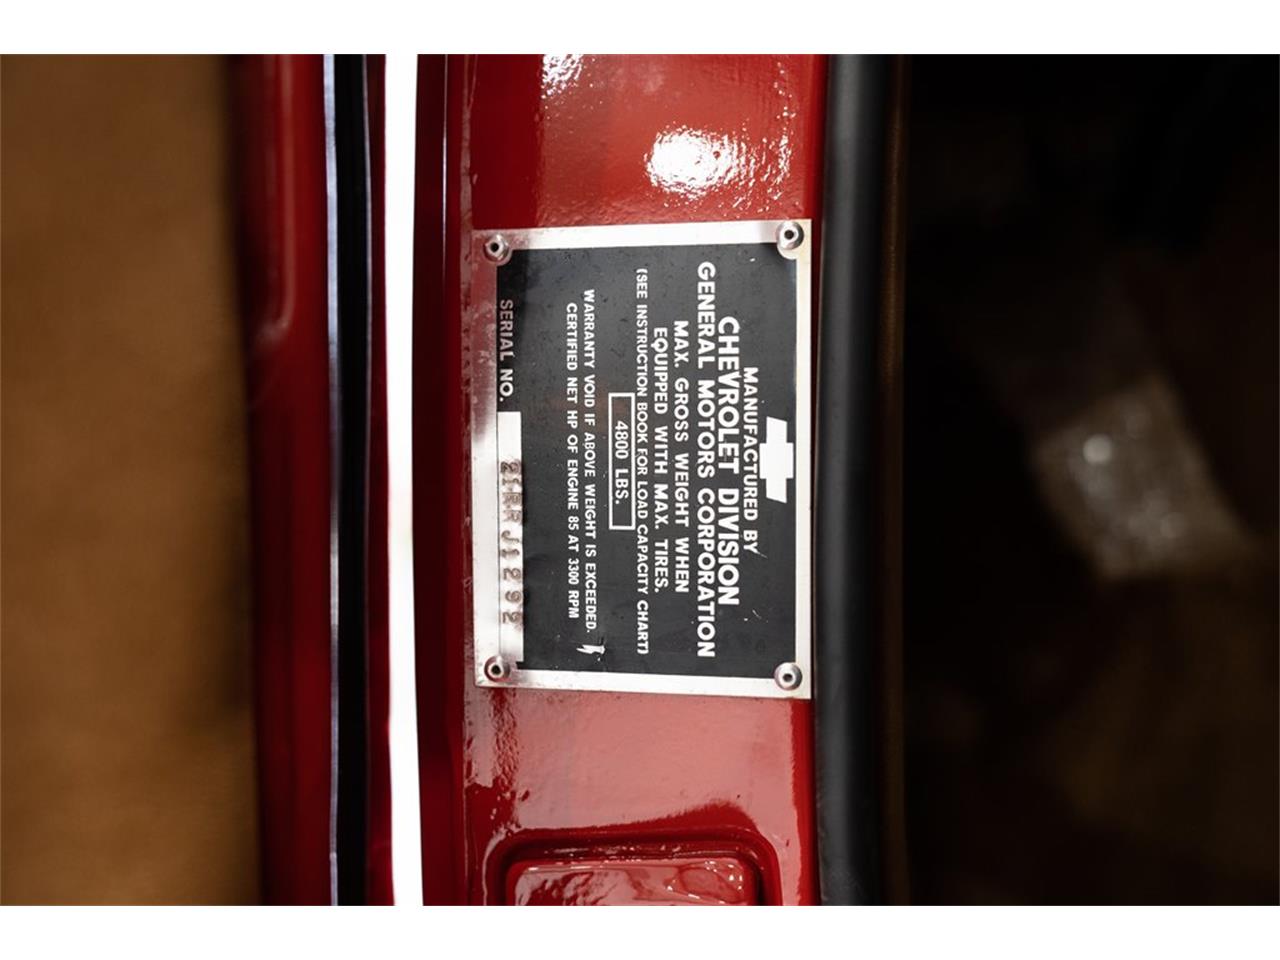 MANUFACTURED BY
CHEVROLET DIVISION
GENERAL MOTORS CORPORATION
MAX. GROSS WEIGHT WHEN
EQUIPPED WITH MAX. TIRES.
(SEE INSTRUCTION BOOK FOR LOAD CAPACITY CHART)
4800 LBS.
WARRANTY VOID IF ABOVE WEIGHT IS EXCEEDED.
CERTIFIED NET HP OF ENGINE 85 AT 3300 RPM
SERIAL NO.